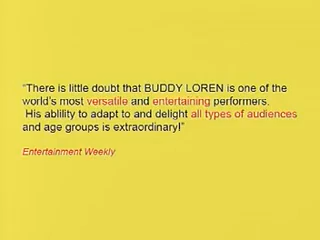 "There is little doubt that BUDDY LOREN is one of the
world's most versatile and entertaining performers.
His ablility to adapt to and delight all types of audiences
and age groups is extraordinary!"
Entertainment Weekly